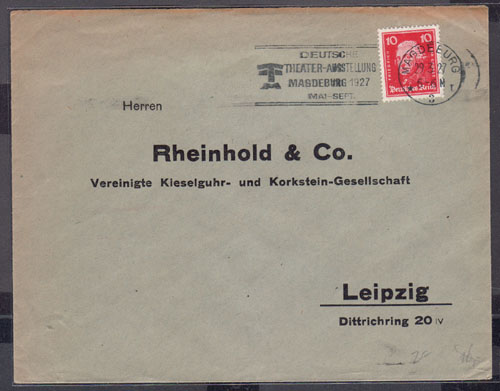 DEUTSCHE
THEATER-AUSSTELLUNG
MAGDEBURG 1927
MAI-SEPT.
10 10
Deutsches Reich
MAGDEBURG
Herren
Rheinhold & Co.
Vereinigte Kieselguhr- und Korkstein-Gesellschaft
Leipzig
Dittrichring 20 IV